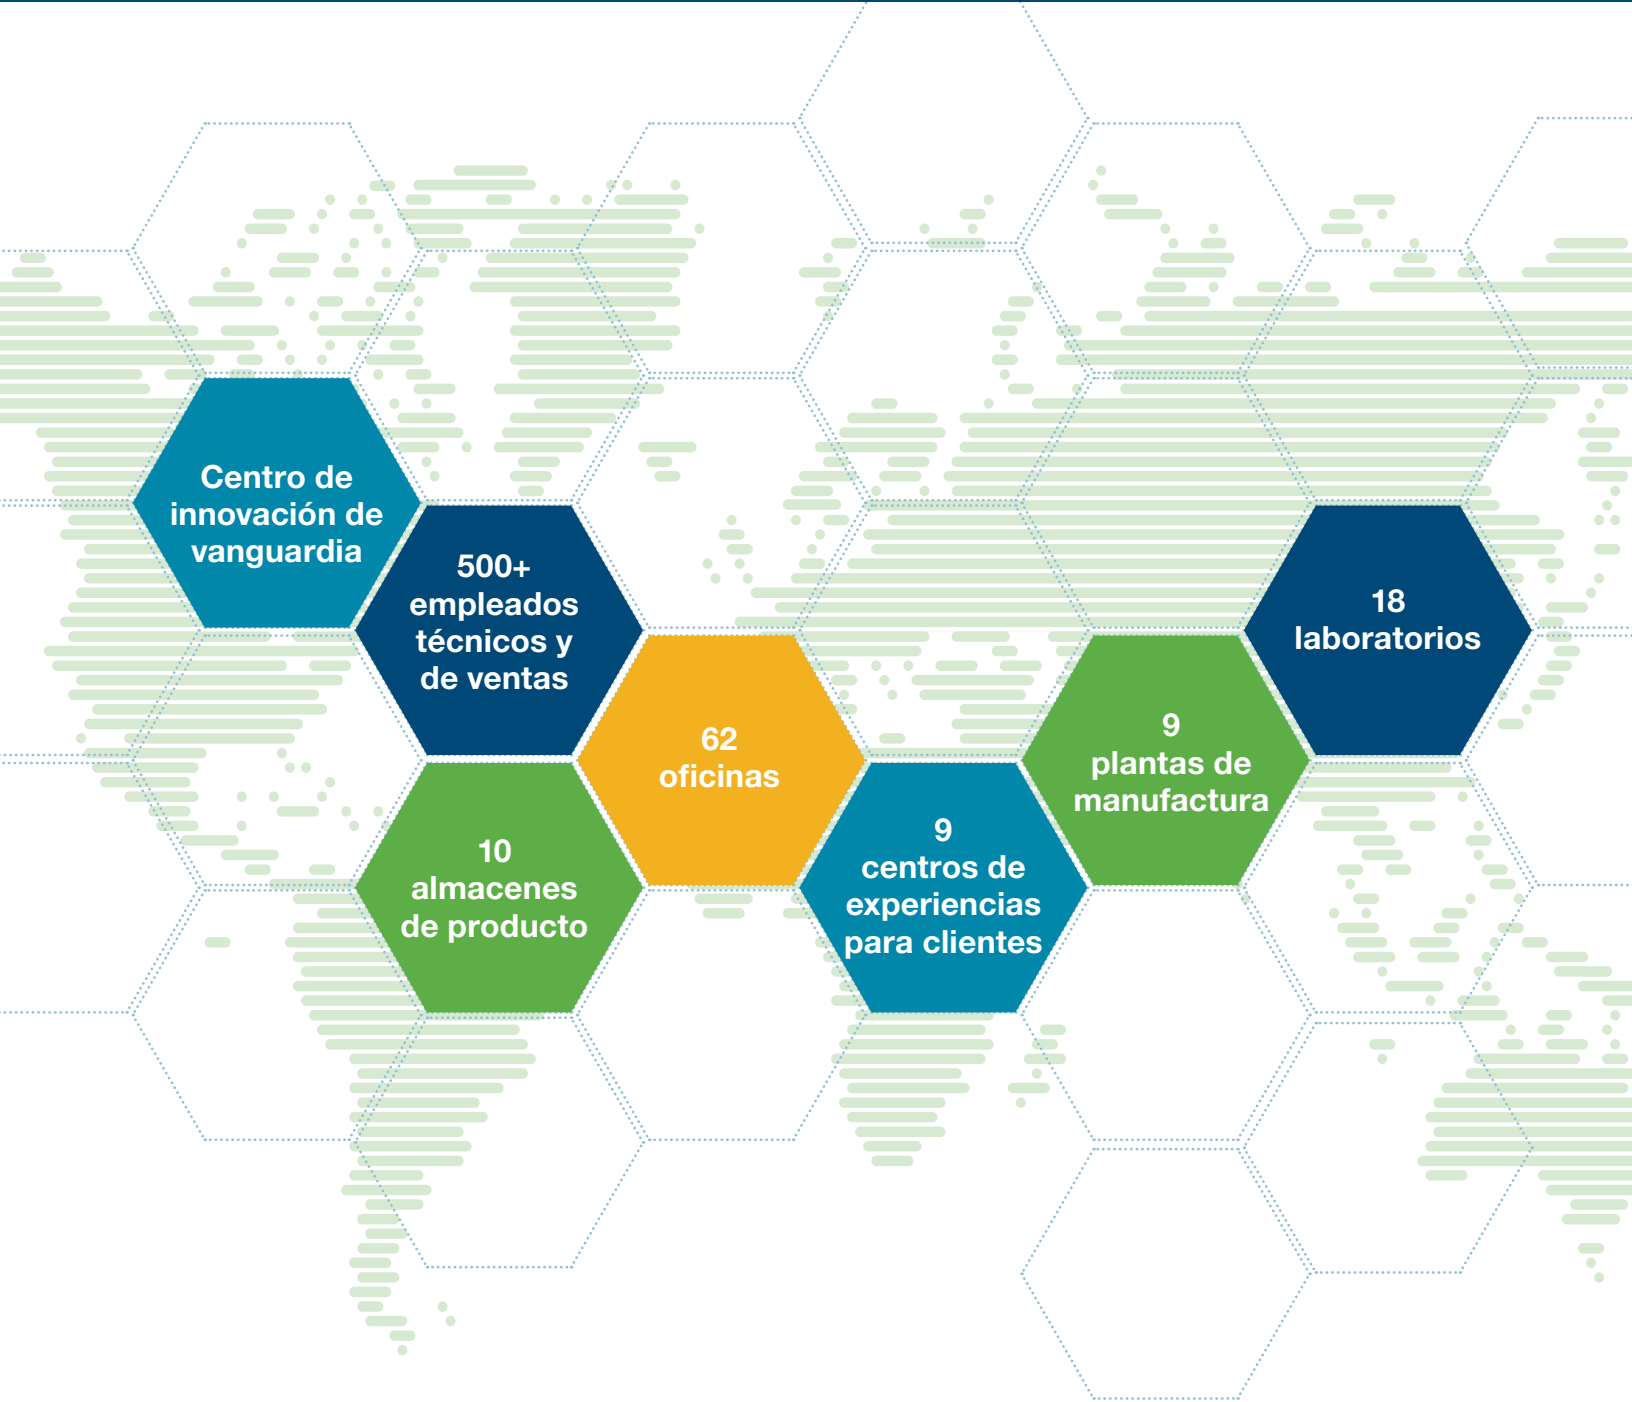 Centro de
innovación de
vanguardia
500+
empleados
técnicos y
de ventas
10
almacenes
de producto
62
oficinas
9
centros de
experiencias
para clientes
9
plantas de
manufactura
18
laboratorios